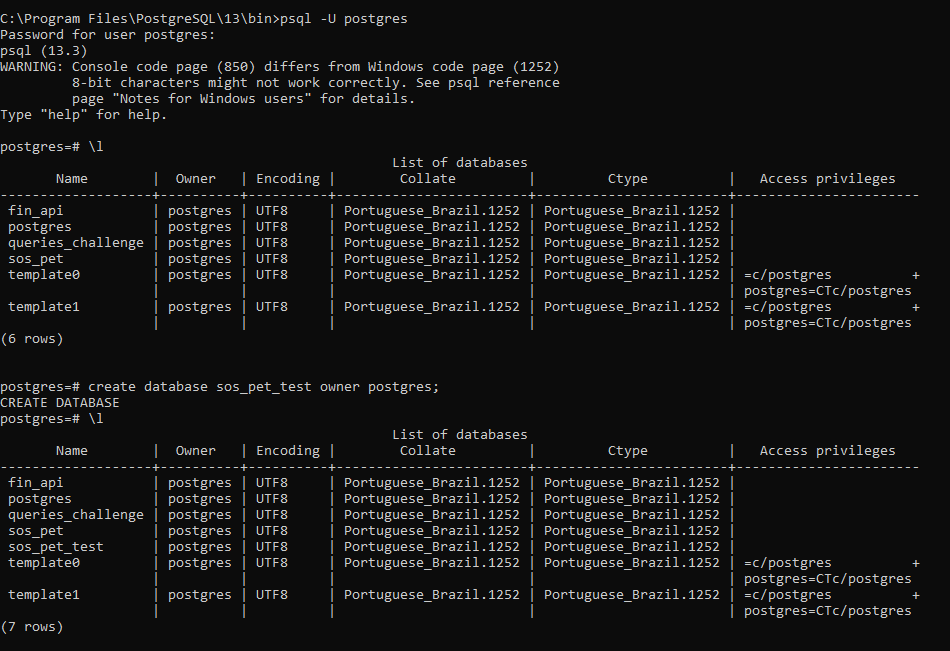 C:\Program Files\PostgreSQL\13\bin>psql -U postgres
Password for user postgres:
psql (13.3)
WARNING: Console code page (850) differs from Windows code page (1252)
         8-bit characters might not work correctly. See psql reference
         page "Notes for Windows users" for details.
Type "help" for help.

postgres=# \l
                                                 List of databases
       Name        |  Owner   | Encoding |        Collate         |         Ctype          |   Access privileges
-------------------+----------+----------+------------------------+------------------------+-----------------------
 fin_api           | postgres | UTF8     | Portuguese_Brazil.1252 | Portuguese_Brazil.1252 |
 postgres          | postgres | UTF8     | Portuguese_Brazil.1252 | Portuguese_Brazil.1252 |
 queries_challenge | postgres | UTF8     | Portuguese_Brazil.1252 | Portuguese_Brazil.1252 |
 sos_pet           | postgres | UTF8     | Portuguese_Brazil.1252 | Portuguese_Brazil.1252 |
 template0         | postgres | UTF8     | Portuguese_Brazil.1252 | Portuguese_Brazil.1252 | =c/postgres          +
                   |          |          |                        |                        | postgres=CTc/postgres
 template1         | postgres | UTF8     | Portuguese_Brazil.1252 | Portuguese_Brazil.1252 | =c/postgres          +
                   |          |          |                        |                        | postgres=CTc/postgres
(6 rows)


postgres=# create database sos_pet_test owner postgres;
CREATE DATABASE
postgres=# \l
                                                 List of databases
       Name        |  Owner   | Encoding |        Collate         |         Ctype          |   Access privileges
-------------------+----------+----------+------------------------+------------------------+-----------------------
 fin_api           | postgres | UTF8     | Portuguese_Brazil.1252 | Portuguese_Brazil.1252 |
 postgres          | postgres | UTF8     | Portuguese_Brazil.1252 | Portuguese_Brazil.1252 |
 queries_challenge | postgres | UTF8     | Portuguese_Brazil.1252 | Portuguese_Brazil.1252 |
 sos_pet           | postgres | UTF8     | Portuguese_Brazil.1252 | Portuguese_Brazil.1252 |
 sos_pet_test      | postgres | UTF8     | Portuguese_Brazil.1252 | Portuguese_Brazil.1252 |
 template0         | postgres | UTF8     | Portuguese_Brazil.1252 | Portuguese_Brazil.1252 | =c/postgres          +
                   |          |          |                        |                        | postgres=CTc/postgres
 template1         | postgres | UTF8     | Portuguese_Brazil.1252 | Portuguese_Brazil.1252 | =c/postgres          +
                   |          |          |                        |                        | postgres=CTc/postgres
(7 rows)